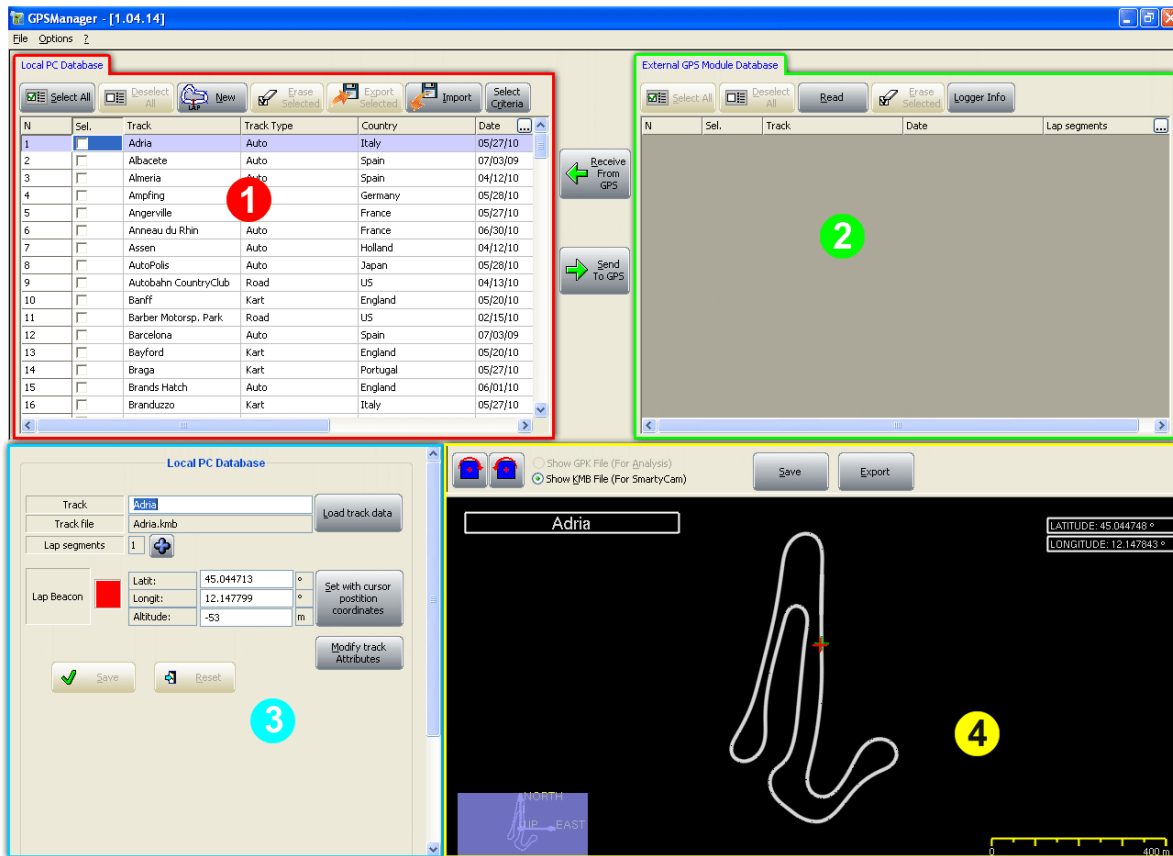 GPSManager - [1.04.14]
File Options ?
Local PC Database
Select All
Deselect All
LAP New
Erase Selected
Export Selected
Import
Select Criteria
N Sel. Track Track Type Country Date ...
1 Adria Auto Italy 05/27/10
2 Albacete Auto Spain 07/03/09
3 Almeria Auto Spain 04/12/10
4 Ampfing Germany 05/28/10
5 Angerville France 05/27/10
6 Anneau du Rhin Auto France 06/30/10
7 Assen Auto Holland 04/12/10
8 AutoPolis Auto Japan 05/28/10
9 Autobahn CountryClub Road US 04/13/10
10 Banff Kart England 05/20/10
11 Barber Motorsp. Park Road US 02/15/10
12 Barcelona Auto Spain 07/03/09
13 Bayford Kart England 05/20/10
14 Braga Kart Portugal 05/27/10
15 Brands Hatch Auto England 06/01/10
16 Branduzzo Kart Italy 05/27/10
1
Receive From GPS
Send To GPS
External GPS Module Database
Select All
Deselect All
Read
Erase Selected
Logger Info
N Sel. Track Date Lap segments ...
2
Local PC Database
Track Adria
Load track data
Track file Adria.kmb
Lap segments 1
Lap Beacon
Latit: 45.044713 °
Longit: 12.147799 °
Altitude: -53 m
Set with cursor postition coordinates
Modify track Attributes
Save
Reset
3
Show GPK File (For Analysis)
Show KMB File (For SmartyCam)
Save
Export
Adria
LATITUDE: 45.044748 °
LONGITUDE: 12.147843 °
4
NORTH
UP EAST
0 400 m